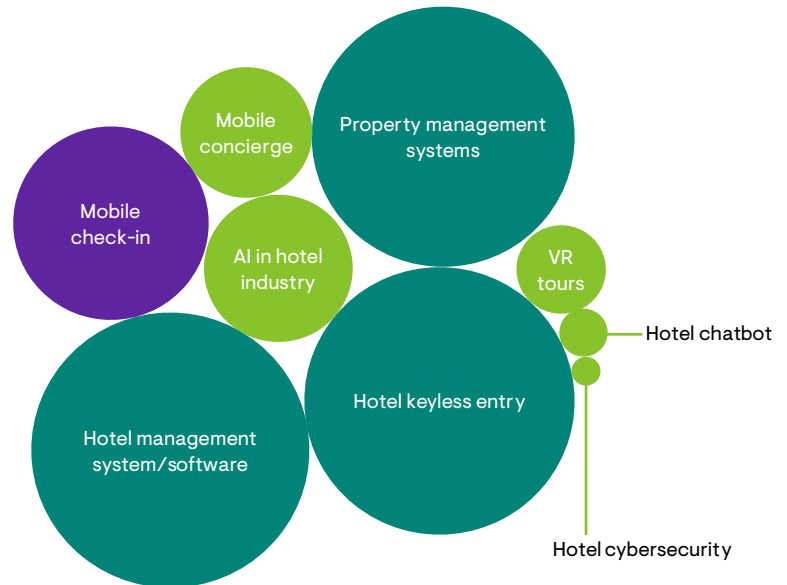 Mobile
concierge
Property management
systems
Mobile
check-in
AI in hotel
industry
VR
tours
Hotel chatbot
Hotel keyless entry
Hotel management
system/software
Hotel cybersecurity